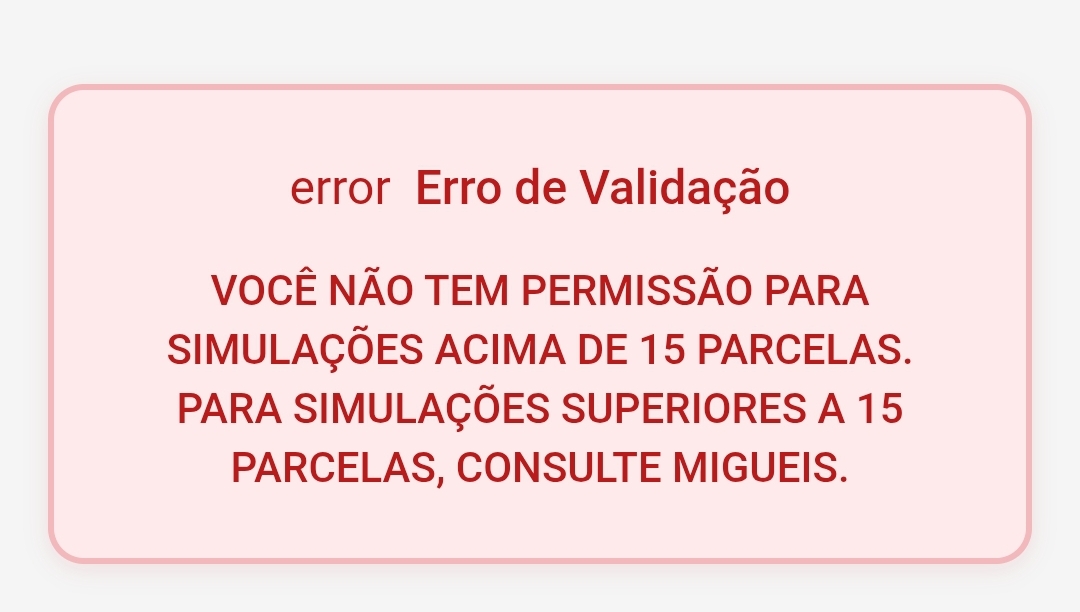 error Erro de Validação
VOCÊ NÃO TEM PERMISSÃO PARA
SIMULAÇÕES ACIMA DE 15 PARCELAS.
PARA SIMULAÇÕES SUPERIORES A 15
PARCELAS, CONSULTE MIGUEIS.